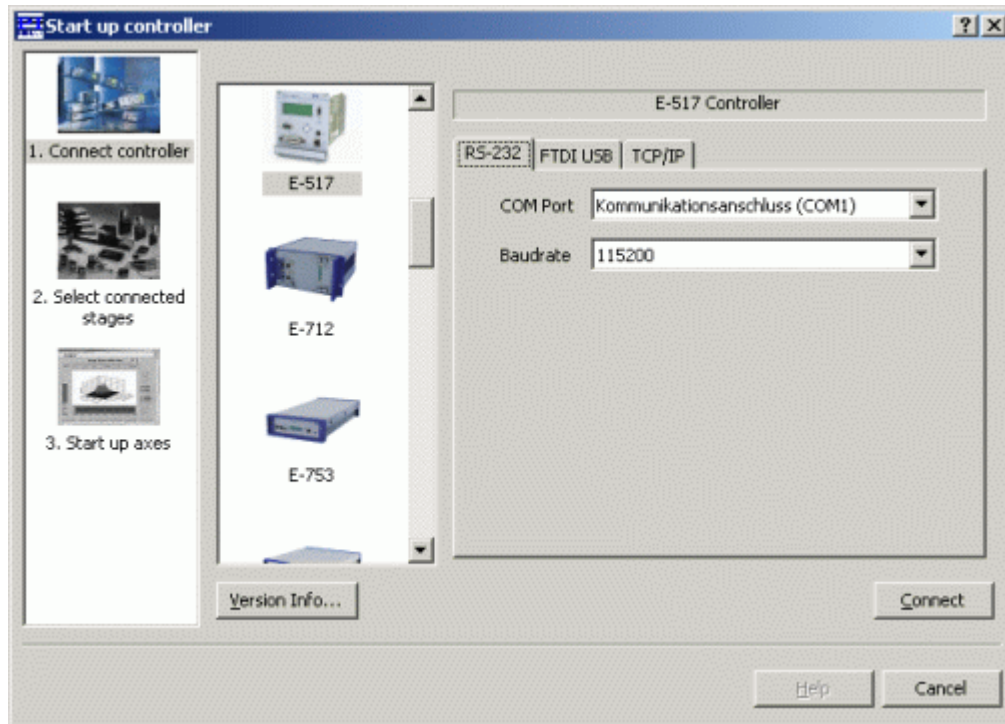 Start up controller
1. Connect controller
2. Select connected
stages
3. Start up axes
E-517
E-712
E-753
Version Info...
E-517 Controller
RS-232 FTDI USB TCP/IP
COM Port Kommunikationsanschluss (COM1)
Baudrate 115200
Connect
Help Cancel